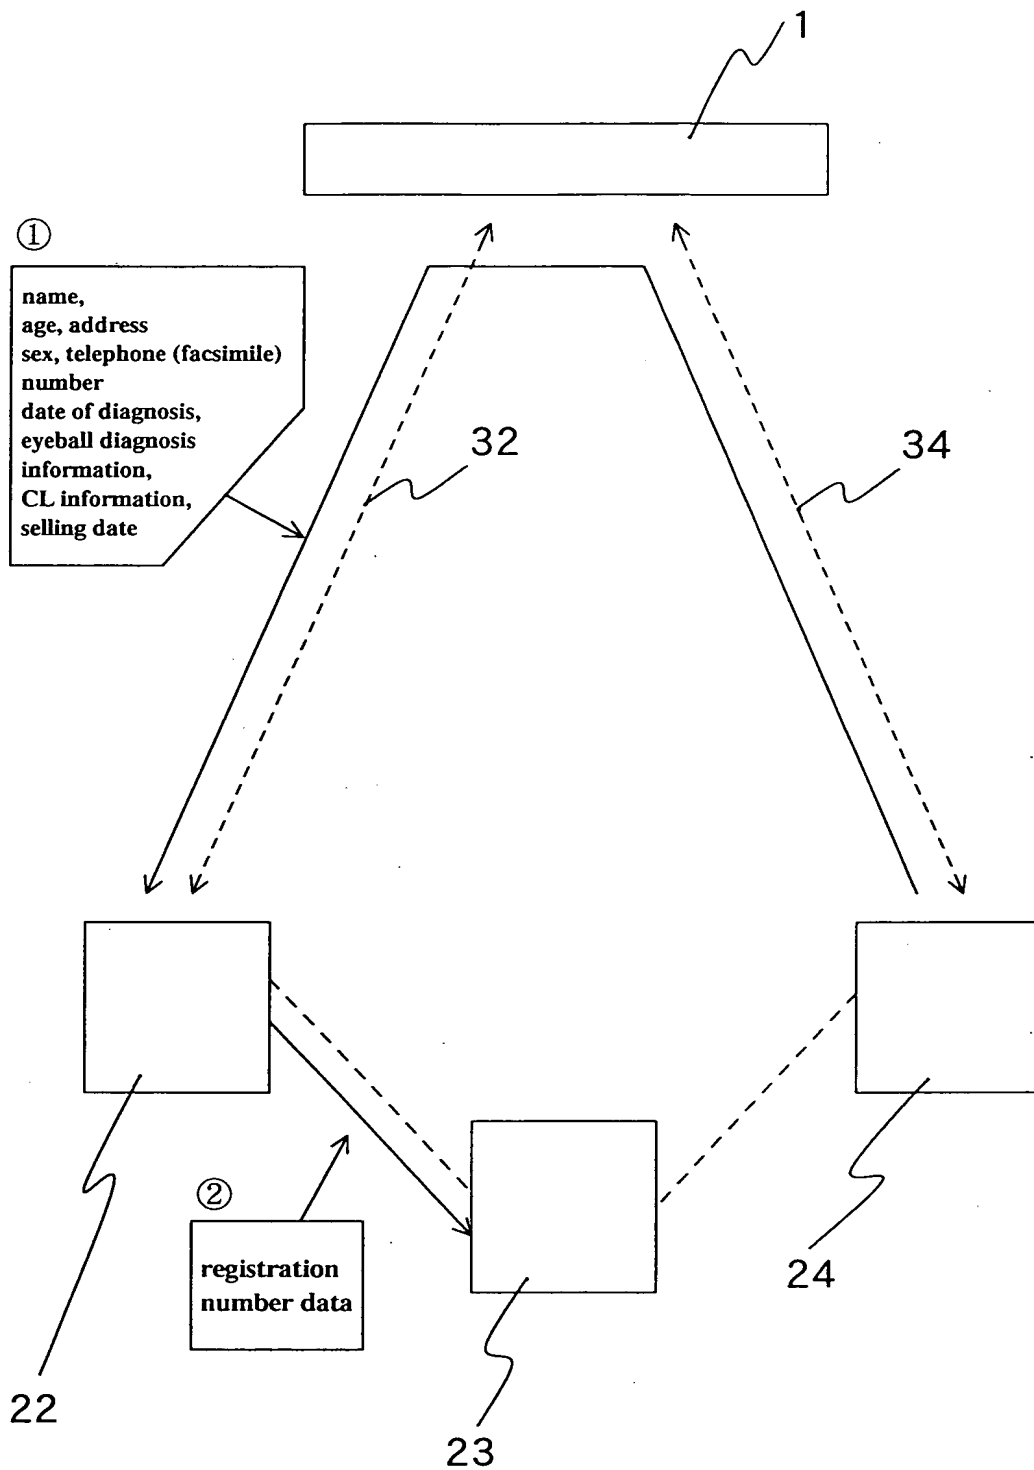 1
①
name,
age, address
sex, telephone (facsimile)
number
date of diagnosis,
eyeball diagnosis
information,
CL information,
selling date
32
34
②
registration
number data
24
22
23